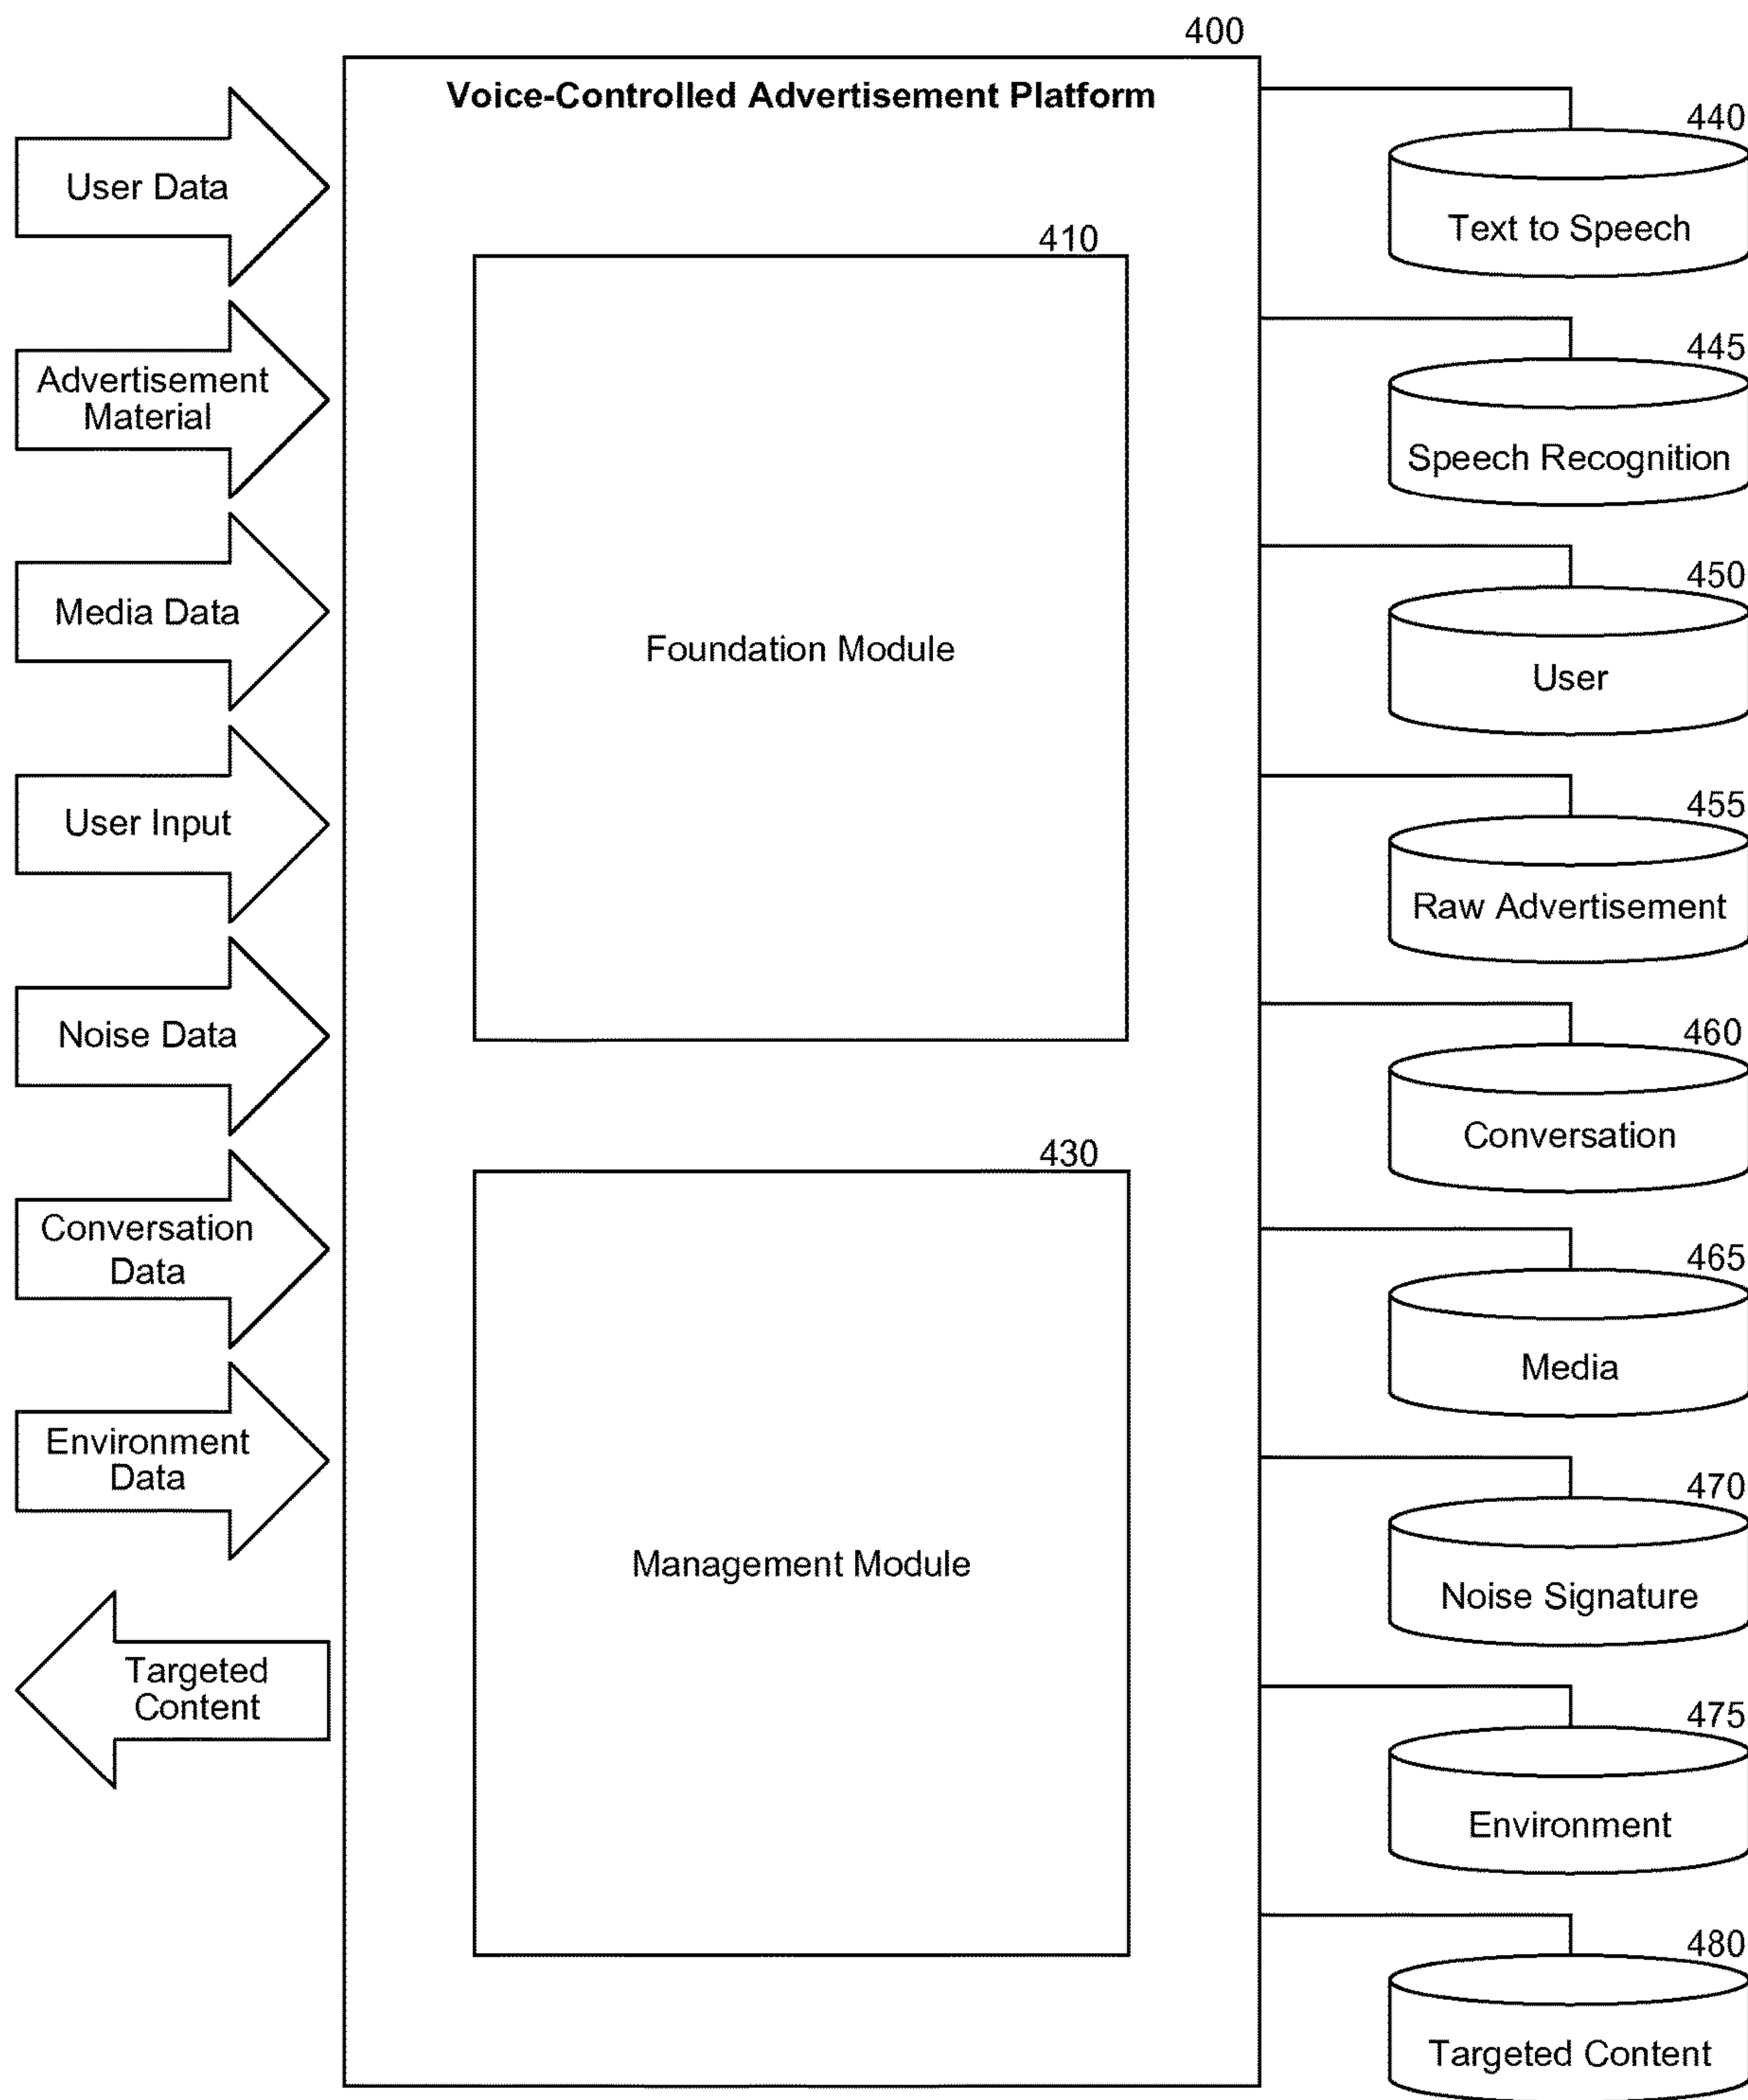 400
Voice-Controlled Advertisement Platform
User Data
Advertisement
Material
Media Data
User Input
Noise Data
Conversation
Data
Environment
Data
Targeted
Content
410
Foundation Module
430
Management Module
440
Text to Speech
445
Speech Recognition
450
User
455
Raw Advertisement
460
Conversation
465
Media
470
Noise Signature
475
Environment
480
Targeted Content